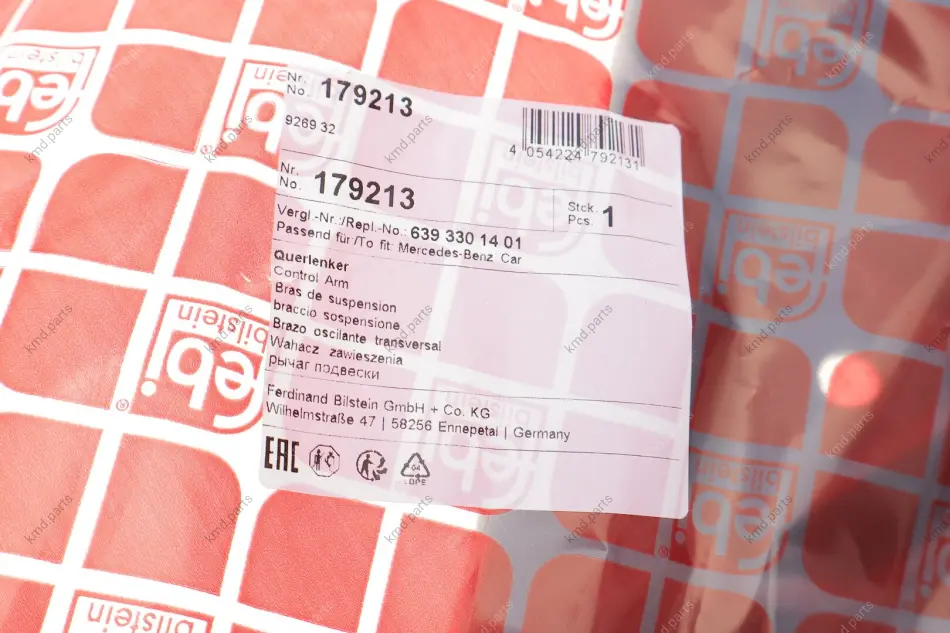 Nr.
No. 179213
926932
4 054224 792131
Nr.
No. 179213
Stck.
Pcs. 1
Vergl.-Nr./Repl.-No.: 639 330 14 01
Passend für/To fit: Mercedes-Benz Car
Querlenker
Control Arm
Bras de suspension
braccio sospensione
Brazo oscilante transversal
Wahacz zawieszenia
рычаг подвески
Ferdinand Bilstein GmbH + Co. KG
Wilhelmstraße 47 | 58256 Ennepetal | Germany
EAC
04
LDPE
febi
bilstein
kmd.parts